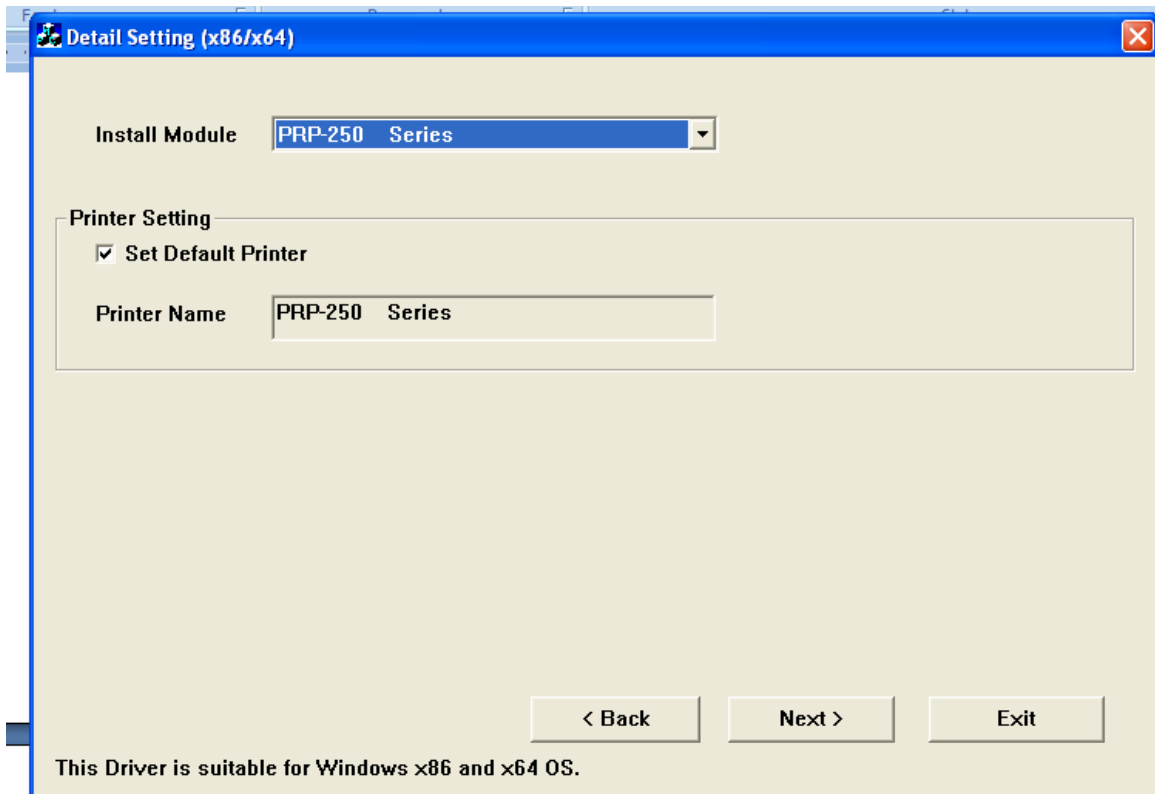 Detail Setting (x86/x64)
Install Module PRP-250 Series
Printer Setting
Set Default Printer
Printer Name PRP-250 Series
< Back Next > Exit
This Driver is suitable for Windows x86 and x64 OS.